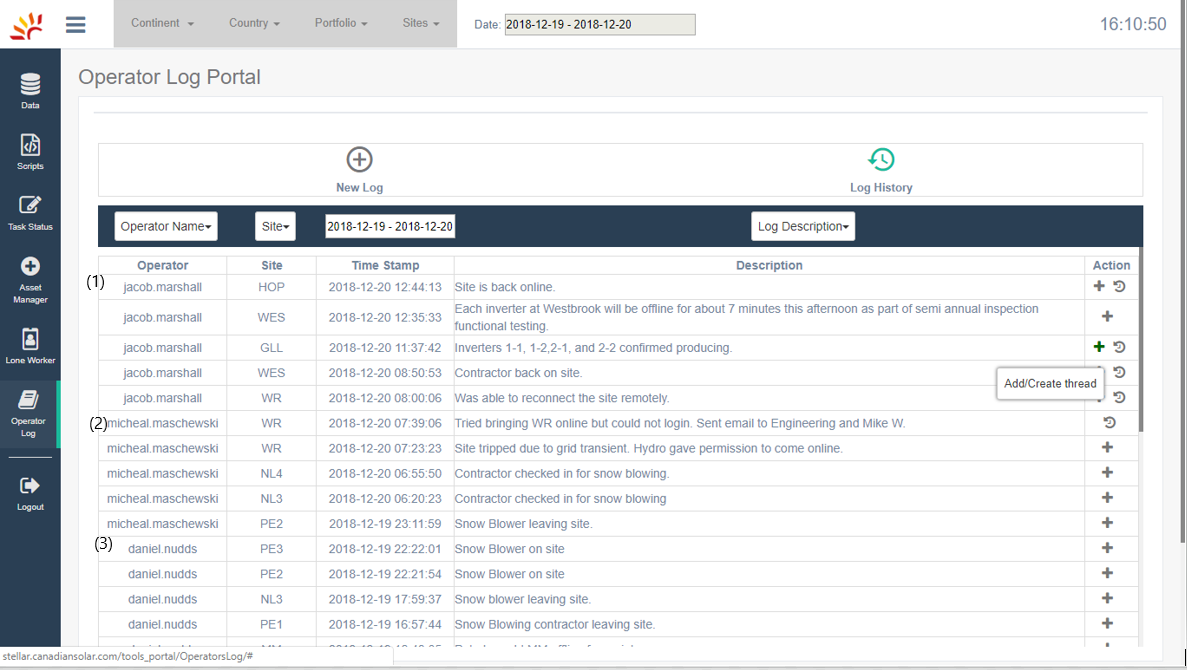 Continent Country Portfolio Sites Date: 2018-12-19 - 2018-12-20 16:10:50
Operator Log Portal
Data
Scripts
Task Status
Asset
Manager
Lone Worker
Operator
Log
Logout
New Log Log History
Operator Name Site 2018-12-19 - 2018-12-20 Log Description
Operator Site Time Stamp Description Action
(1) jacob.marshall HOP 2018-12-20 12:44:13 Site is back online.
jacob.marshall WES 2018-12-20 12:35:33 Each inverter at Westbrook will be offline for about 7 minutes this afternoon as part of semi annual inspection
functional testing.
jacob.marshall GLL 2018-12-20 11:37:42 Inverters 1-1, 1-2,2-1, and 2-2 confirmed producing.
jacob.marshall WES 2018-12-20 08:50:53 Contractor back on site.
Add/Create thread
jacob.marshall WR 2018-12-20 08:00:06 Was able to reconnect the site remotely.
(2) micheal.maschewski WR 2018-12-20 07:39:06 Tried bringing WR online but could not login. Sent email to Engineering and Mike W.
micheal.maschewski WR 2018-12-20 07:23:23 Site tripped due to grid transient. Hydro gave permission to come online.
micheal.maschewski NL4 2018-12-20 06:55:50 Contractor checked in for snow blowing.
micheal.maschewski NL3 2018-12-20 06:20:23 Contractor checked in for snow blowing
micheal.maschewski PE2 2018-12-19 23:11:59 Snow Blower leaving site.
(3) daniel.nudds PE3 2018-12-19 22:22:01 Snow Blower on site
daniel.nudds PE2 2018-12-19 22:21:54 Snow Blower on site
daniel.nudds NL3 2018-12-19 17:59:37 Snow blower leaving site.
daniel.nudds PE1 2018-12-19 16:57:44 Snow Blowing contractor leaving site.
stellar.canadiansolar.com/tools_portal/OperatorsLog/#